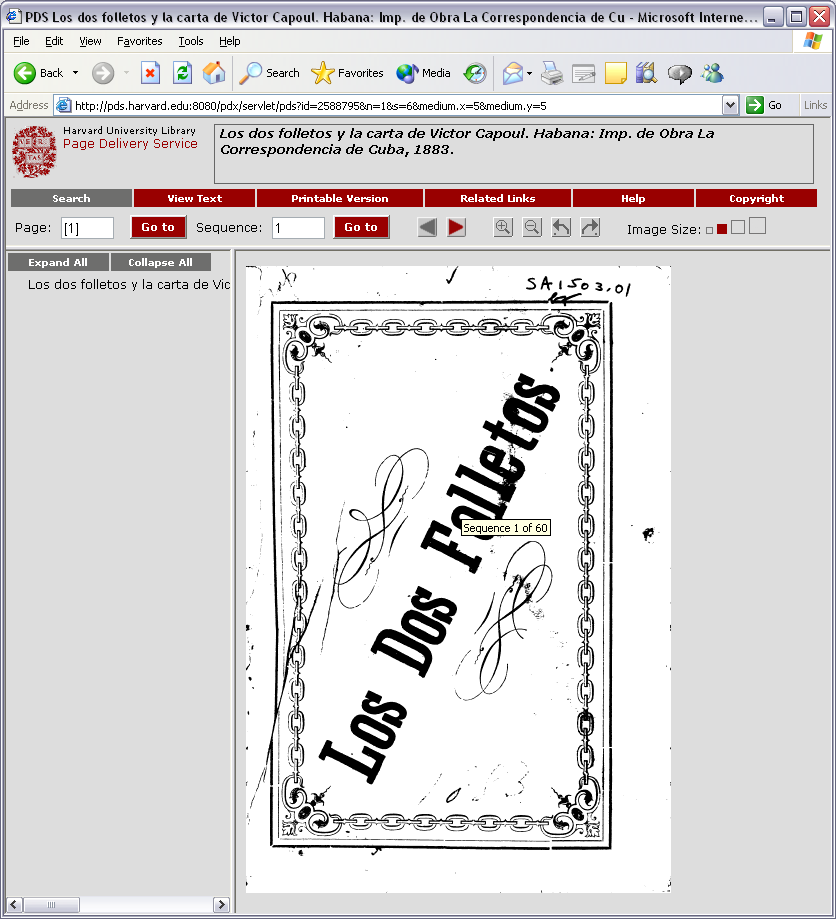 PDS Los dos folletos y la carta de Victor Capoul. Habana: Imp. de Obra La Correspondencia de Cu - Microsoft Interne...
File Edit View Favorites Tools Help
Back Search Favorites Media
Address http://pds.harvard.edu:8080/pdx/servlet/pds?id=2588795&n=1&s=6&medium.x=5&medium.y=5 Go Links
Harvard University Library
Page Delivery Service
Los dos folletos y la carta de Victor Capoul. Habana: Imp. de Obra La
Correspondencia de Cuba, 1883.
VE RI TAS
Search View Text Printable Version Related Links Help Copyright
Page: [1] Go to Sequence: 1 Go to Image Size:
Expand All Collapse All
Los dos folletos y la carta de Vic
SA1503.01
Los Dos Folletos
Sequence 1 of 60
1883